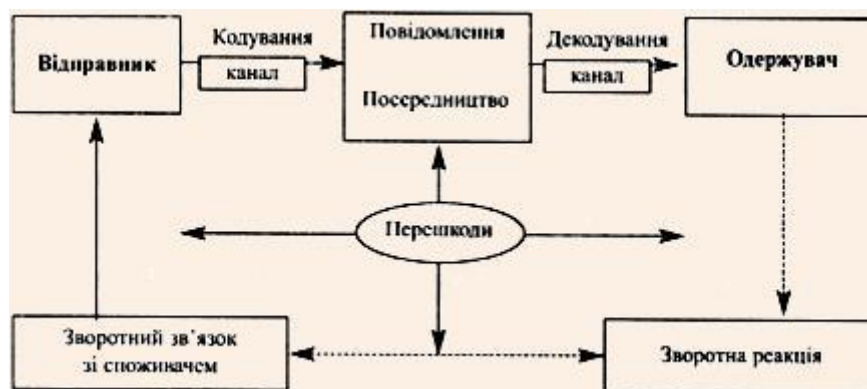 Відправник
Кодування
канал
Повідомлення
Посередництво
Декодування
канал
Одержувач
Перешкоди
Зворотний зв'язок
зі споживачем
Зворотна реакція